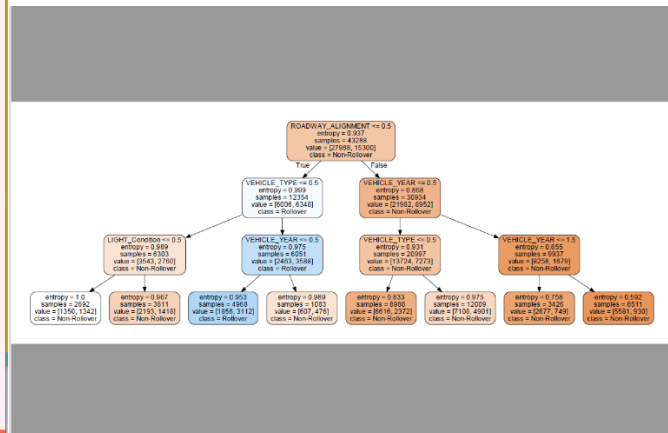 ROADWAY_ALIGNMENT <= 0.5
entropy = 0.937
samples = 43288
value = [27988, 15300]
class = Non-Rollover
True
False
VEHICLE_TYPE <= 0.5
entropy = 0.999
samples = 12354
value = [6006, 6348]
class = Rollover
VEHICLE_YEAR <= 0.5
entropy = 0.868
samples = 30934
value = [21982, 8952]
class = Non-Rollover
LIGHT_Condition <= 0.5
entropy = 0.989
samples = 6303
value = [3543, 2760]
class = Non-Rollover
VEHICLE_YEAR <= 0.5
entropy = 0.975
samples = 6051
value = [2463, 3588]
class = Rollover
VEHICLE_TYPE <= 0.5
entropy = 0.931
samples = 20997
value = [13724, 7273]
class = Non-Rollover
VEHICLE_YEAR <= 1.5
entropy = 0.655
samples = 9937
value = [8258, 1679]
class = Non-Rollover
entropy = 1.0
samples = 2692
value = [1350, 1342]
class = Non-Rollover
entropy = 0.967
samples = 3611
value = [2193, 1418]
class = Non-Rollover
entropy = 0.953
samples = 4968
value = [1856, 3112]
class = Rollover
entropy = 0.989
samples = 1083
value = [607, 476]
class = Non-Rollover
entropy = 0.833
samples = 8988
value = [6616, 2372]
class = Non-Rollover
entropy = 0.975
samples = 12009
value = [7108, 4901]
class = Non-Rollover
entropy = 0.758
samples = 3426
value = [2677, 749]
class = Non-Rollover
entropy = 0.592
samples = 6511
value = [5581, 930]
class = Non-Rollover